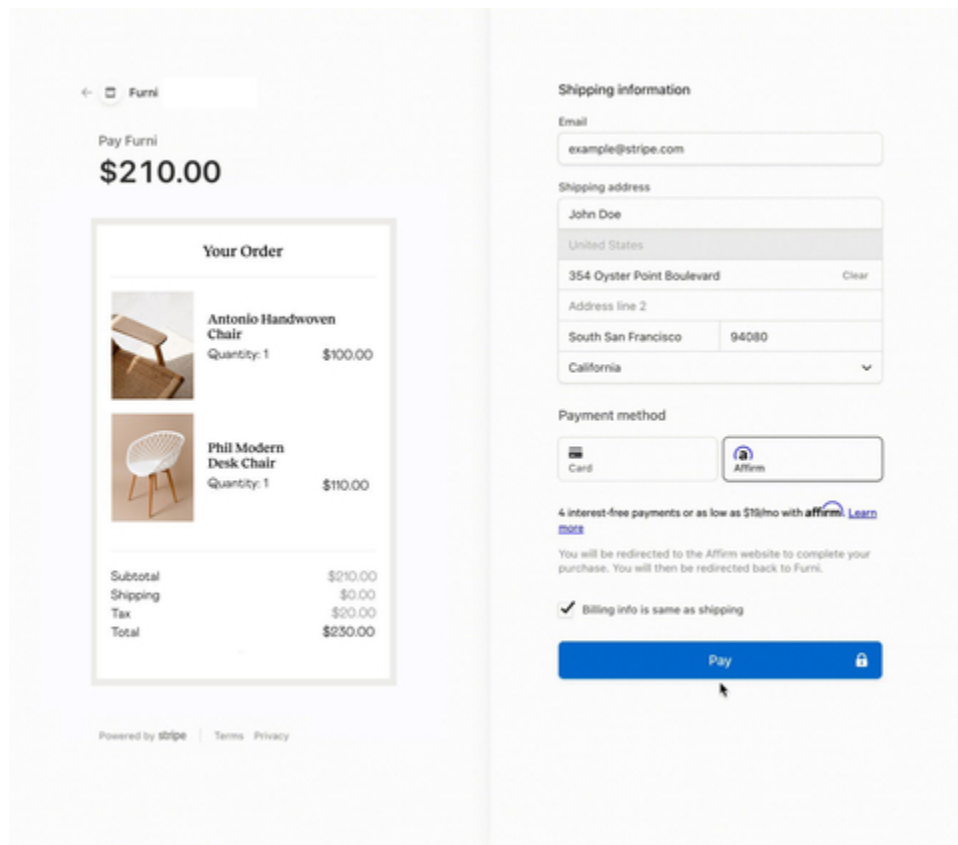 Furni
Pay Furni
$210.00
Your Order
Antonio Handwoven
Chair
Quantity: 1 $100.00
Phil Modern
Desk Chair
Quantity: 1 $110.00
Subtotal $210.00
Shipping $0.00
Tax $20.00
Total $230.00
Powered by stripe Terms Privacy
Shipping information
Email
example@stripe.com
Shipping address
John Doe
United States
354 Oyster Point Boulevard Clear
Address line 2
South San Francisco 94080
California
Payment method
Card
a
Affirm
4 interest-free payments or as low as $19/mo with affirm. Learn
more
You will be redirected to the Affirm website to complete your
purchase. You will then be redirected back to Furni.
Billing info is same as shipping
Pay